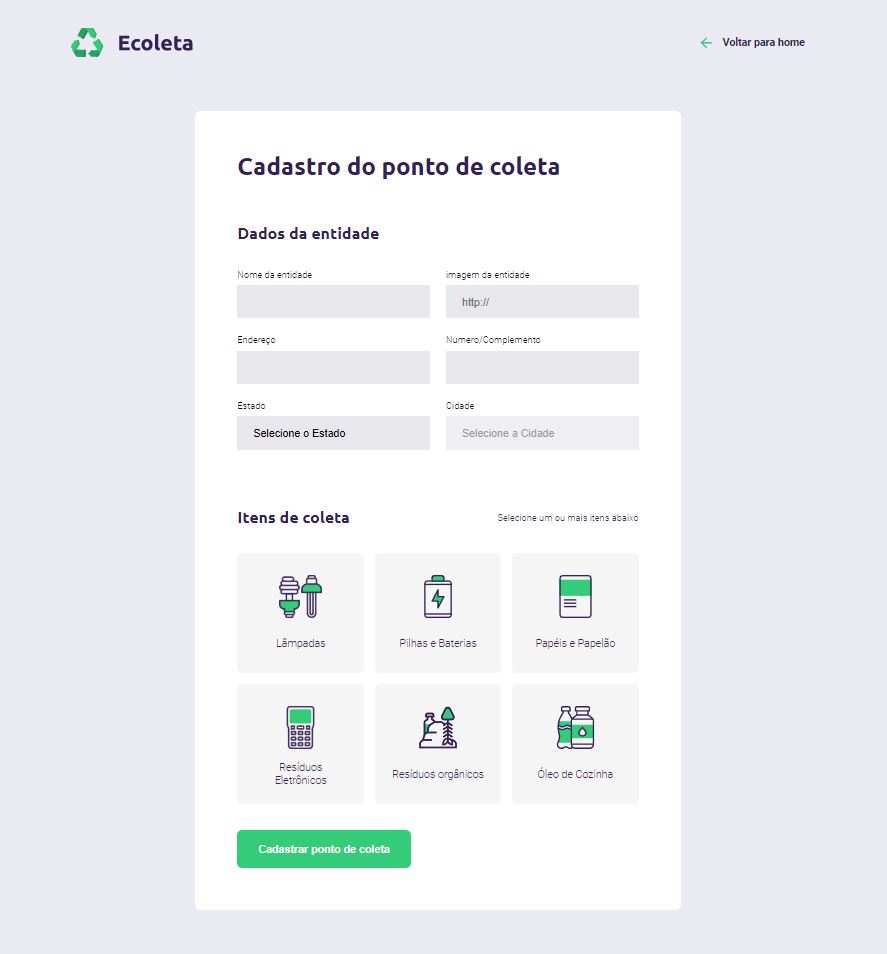 Ecoleta
Voltar para home
Cadastro do ponto de coleta
Dados da entidade
Nome da entidade
imagem da entidade
http://
Endereço
Numero/Complemento
Estado
Cidade
Selecione o Estado
Selecione a Cidade
Itens de coleta
Selecione um ou mais itens abaixo
Lâmpadas
Pilhas e Baterias
Papéis e Papelão
Resíduos
Eletrônicos
Resíduos orgânicos
Óleo de Cozinha
Cadastrar ponto de coleta